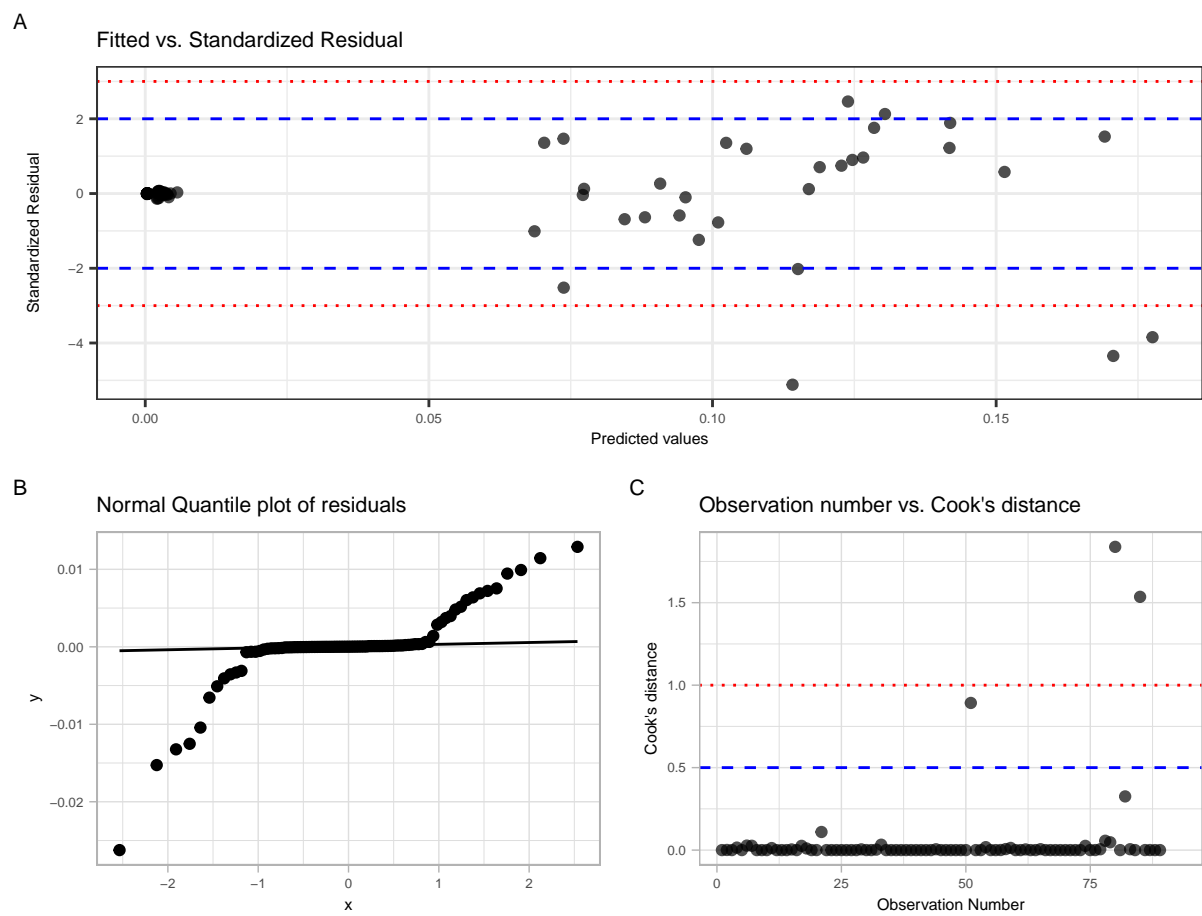 A
Fitted vs. Standardized Residual
Standardized Residual
2
0
−2
−4
0.00 0.05 0.10 0.15
Predicted values
B
Normal Quantile plot of residuals
y
0.01
0.00
−0.01
−0.02
−2 −1 0 1 2
x
C
Observation number vs. Cook's distance
Cook's distance
1.5
1.0
0.5
0.0
0 25 50 75
Observation Number